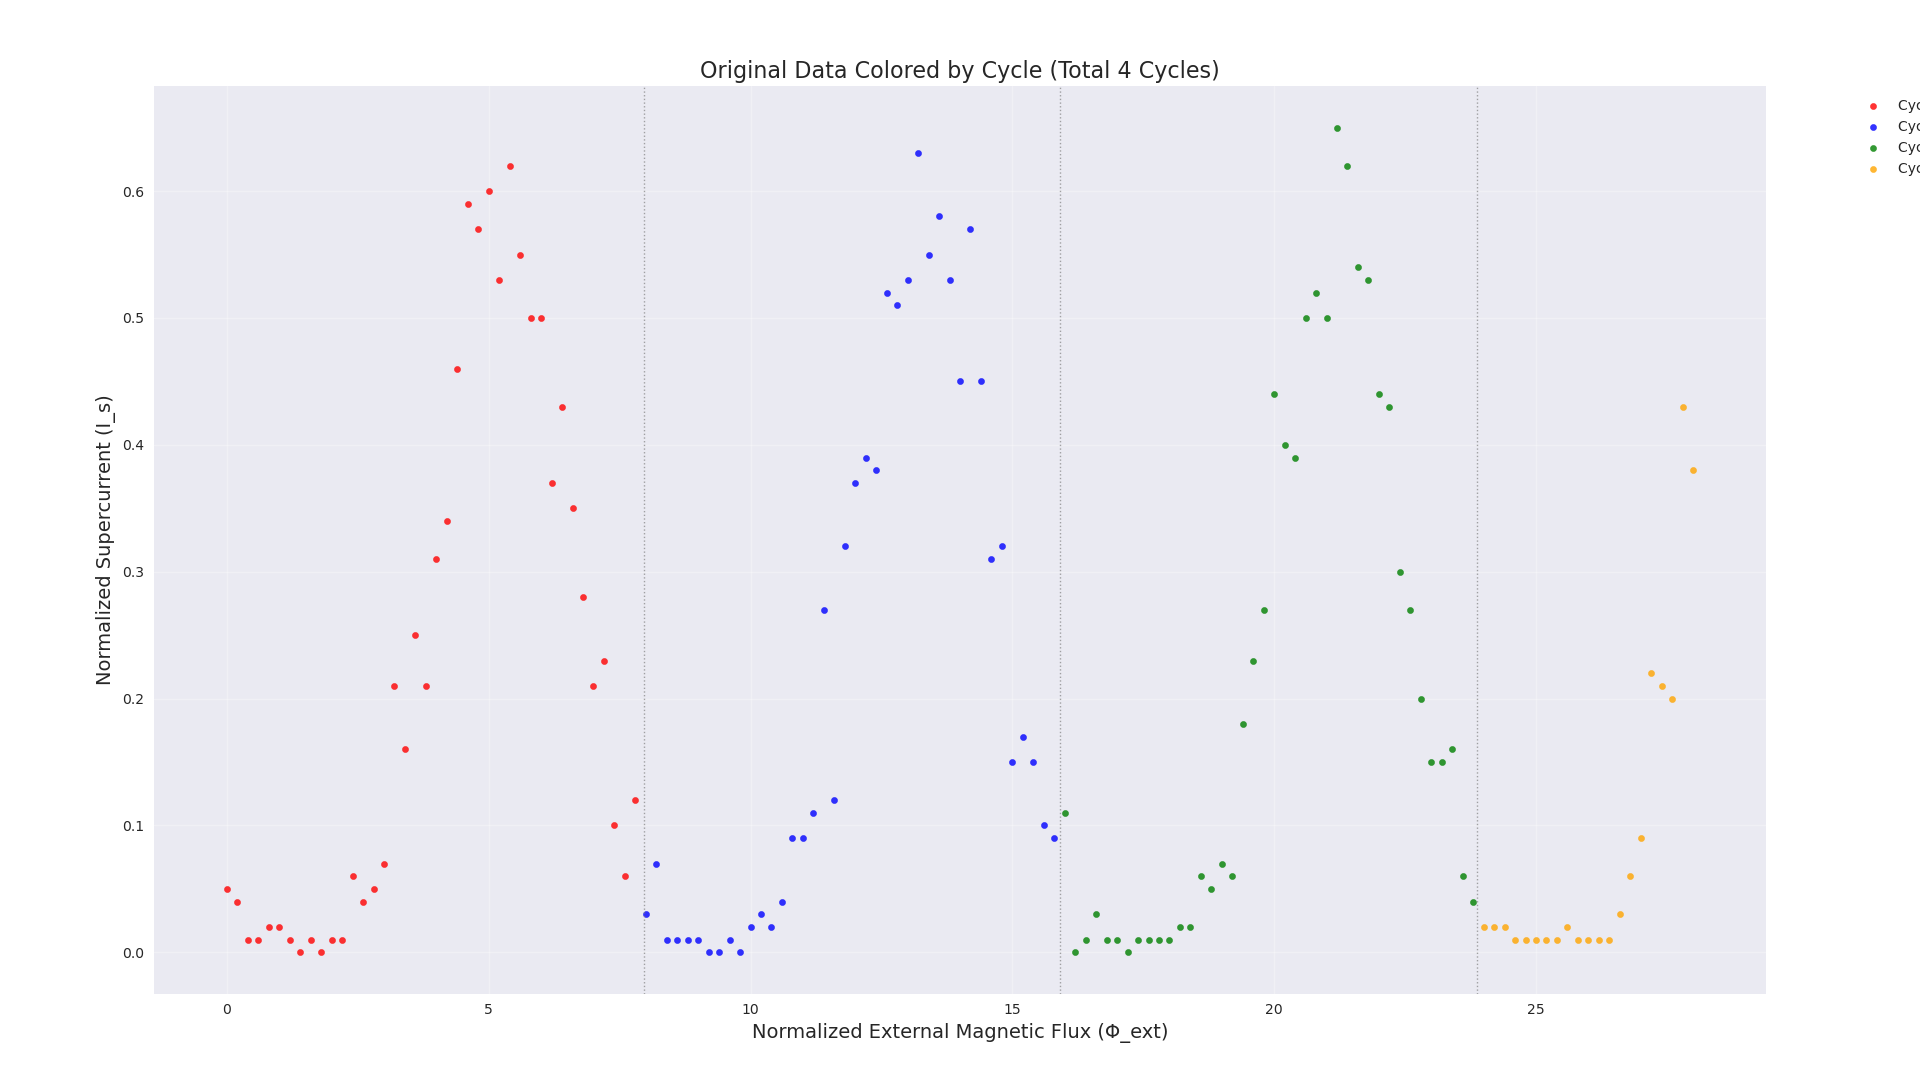 Original Data Colored by Cycle (Total 4 Cycles)
Cyc
Cyc
Cyc
Cyc
Normalized Supercurrent (I_s)
0.6
0.5
0.4
0.3
0.2
0.1
0.0
0 5 10 15 20 25
Normalized External Magnetic Flux (Φ_ext)